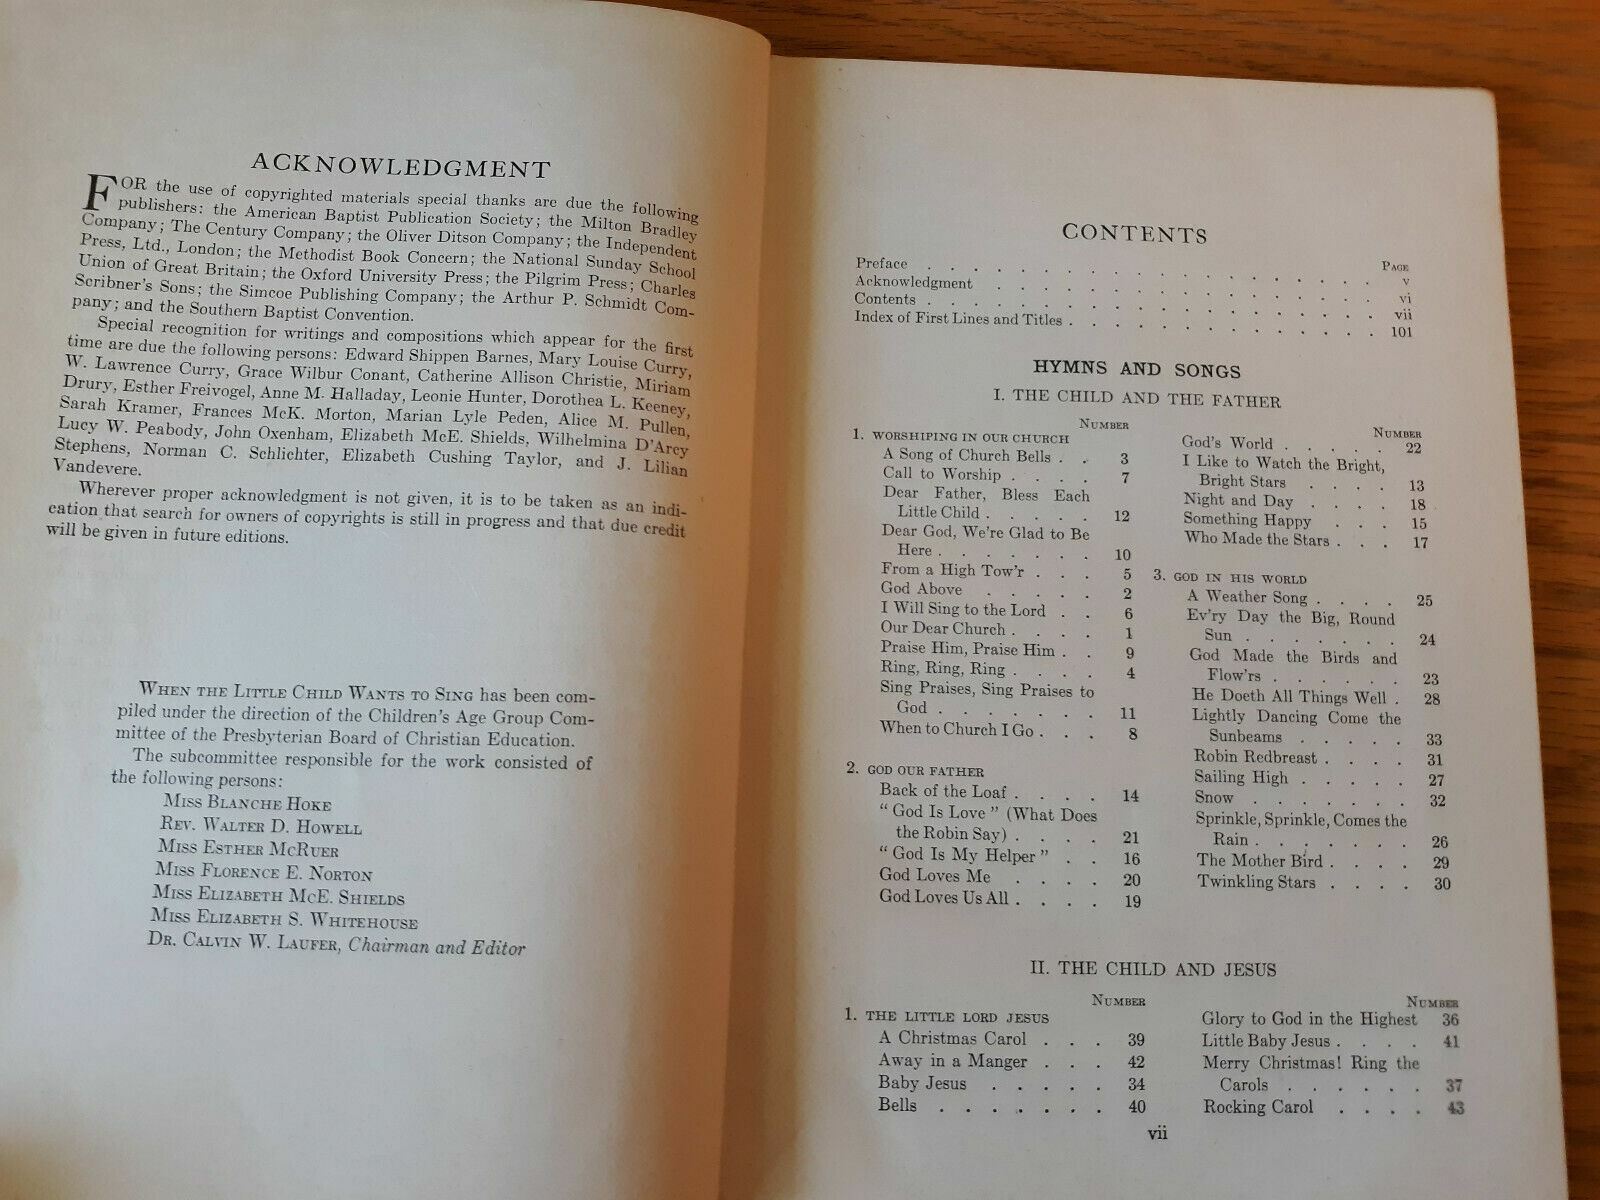 ACKNOWLEDGMENT
FOR the use of copyrighted materials special thanks are due the following
publishers: the American Baptist Publication Society; the Milton Bradley
Company; The Century Company; the Oliver Ditson Company; the Independent
Press, Ltd., London; the Methodist Book Concern; the National Sunday School
Union of Great Britain; the Oxford University Press; the Pilgrim Press; Charles
Scribner's Sons; the Simcoe Publishing Company; the Arthur P. Schmidt Com-
pany; and the Southern Baptist Convention.
Special recognition for writings and compositions which appear for the first
time are due the following persons: Edward Shippen Barnes, Mary Louise Curry,
W. Lawrence Curry, Grace Wilbur Conant, Catherine Allison Christie, Miriam
Drury, Esther Freivogel, Anne M. Halladay, Leonie Hunter, Dorothea L. Keeney,
Sarah Kramer, Frances McK. Morton, Marian Lyle Peden, Alice M. Pullen,
Lucy W. Peabody, John Oxenham, Elizabeth McE. Shields, Wilhelmina D'Arcy
Stephens, Norman C. Schlichter, Elizabeth Cushing Taylor, and J. Lilian
Vandevere.
Wherever proper acknowledgment is not given, it is to be taken as an indi-
cation that search for owners of copyrights is still in progress and that due credit
will be given in future editions.
WHEN THE LITTLE CHILD WANTS TO SING has been com-
piled under the direction of the Children's Age Group Com-
mittee of the Presbyterian Board of Christian Education.
The subcommittee responsible for the work consisted of
the following persons:
MISS BLANCHE HOKE
REV. WALTER D. HOWELL
MISS ESTHER MCRUER
MISS FLORENCE E. NORTON
MISS ELIZABETH MCE. SHIELDS
MISS ELIZABETH S. WHITEHOUSE
DR. CALVIN W. LAUFER, Chairman and Editor
CONTENTS
PAGE
Preface . . . . . . . . . . v
Acknowledgment . . . . . . . . . . vi
Contents . . . . . . . . . . vii
Index of First Lines and Titles . . . . . . . . . . 101
HYMNS AND SONGS
I. THE CHILD AND THE FATHER
NUMBER
1. WORSHIPING IN OUR CHURCH
A Song of Church Bells . . 3
Call to Worship . . . . 7
Dear Father, Bless Each
Little Child . . . . . 12
Dear God, We're Glad to Be
Here . . . . . . . 10
From a High Tow'r . . . 5
God Above . . . . . 2
I Will Sing to the Lord . . 6
Our Dear Church . . . . 1
Praise Him, Praise Him . . 9
Ring, Ring, Ring . . . . 4
Sing Praises, Sing Praises to
God . . . . . . . 11
When to Church I Go . . . 8
2. GOD OUR FATHER
Back of the Loaf . . . . 14
"God Is Love" (What Does
the Robin Say) . . . . 21
"God Is My Helper" . . 16
God Loves Me . . . . 20
God Loves Us All . . . . 19
NUMBER
God's World . . . . . 22
I Like to Watch the Bright,
Bright Stars . . . . 13
Night and Day . . . . 18
Something Happy . . . 15
Who Made the Stars . . . 17
3. GOD IN HIS WORLD
A Weather Song . . . . 25
Ev'ry Day the Big, Round
Sun . . . . . . . 24
God Made the Birds and
Flow'rs . . . . . . 23
He Doeth All Things Well . 28
Lightly Dancing Come the
Sunbeams . . . . . 33
Robin Redbreast . . . . 31
Sailing High . . . . . 27
Snow . . . . . . . 32
Sprinkle, Sprinkle, Comes the
Rain . . . . . . . 26
The Mother Bird . . . . 29
Twinkling Stars . . . . 30
II. THE CHILD AND JESUS
NUMBER
1. THE LITTLE LORD JESUS
A Christmas Carol . . . 39
Away in a Manger . . . 42
Baby Jesus . . . . . 34
Bells . . . . . . . 40
NUMBER
Glory to God in the Highest 36
Little Baby Jesus . . . . 41
Merry Christmas! Ring the
Carols . . . . . . 37
Rocking Carol . . . . 43
vii